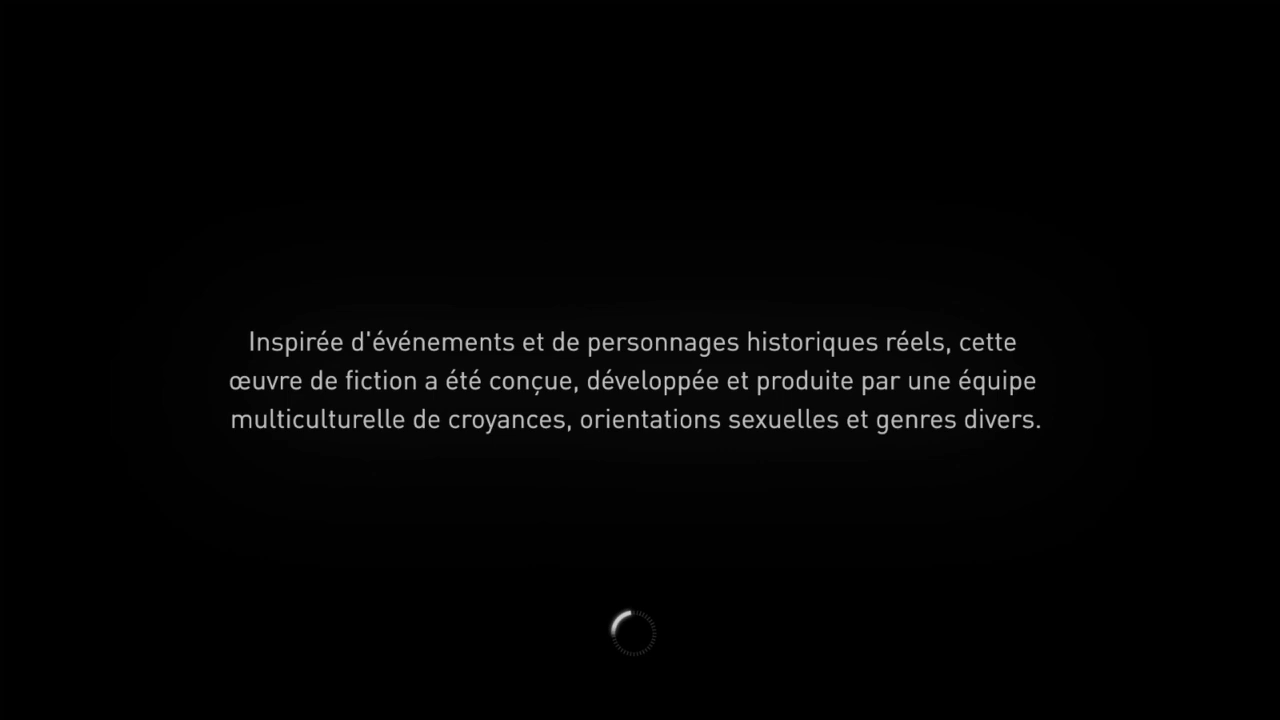 Inspirée d'événements et de personnages historiques réels, cette
œuvre de fiction a été conçue, développée et produite par une équipe
multiculturelle de croyances, orientations sexuelles et genres divers.